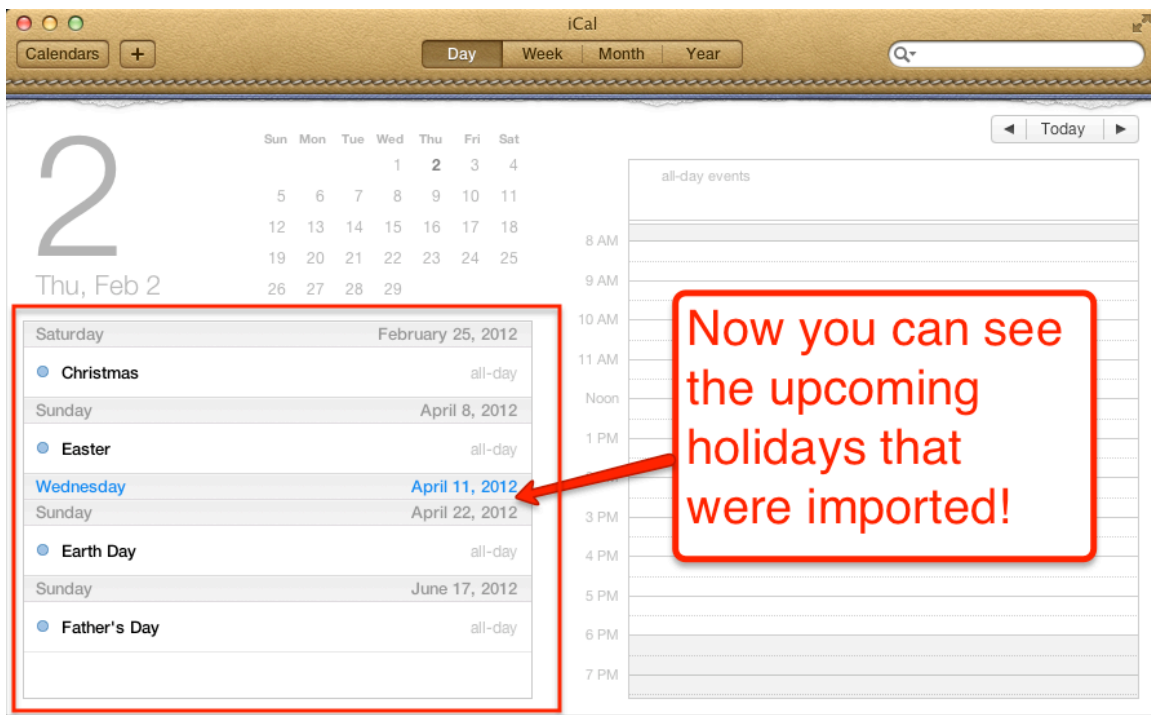 iCal
Calendars + Day Week Month Year
Today
2
Sun Mon Tue Wed Thu Fri Sat
1 2 3 4
5 6 7 8 9 10 11
12 13 14 15 16 17 18
19 20 21 22 23 24 25
26 27 28 29
Thu, Feb 2
Saturday February 25, 2012
Christmas all-day
Sunday April 8, 2012
Easter all-day
Wednesday April 11, 2012
Sunday April 22, 2012
Earth Day all-day
Sunday June 17, 2012
Father's Day all-day
all-day events
8 AM
9 AM
10 AM
11 AM
Noon
1 PM
3 PM
4 PM
5 PM
6 PM
7 PM
Now you can see
the upcoming
holidays that
were imported!